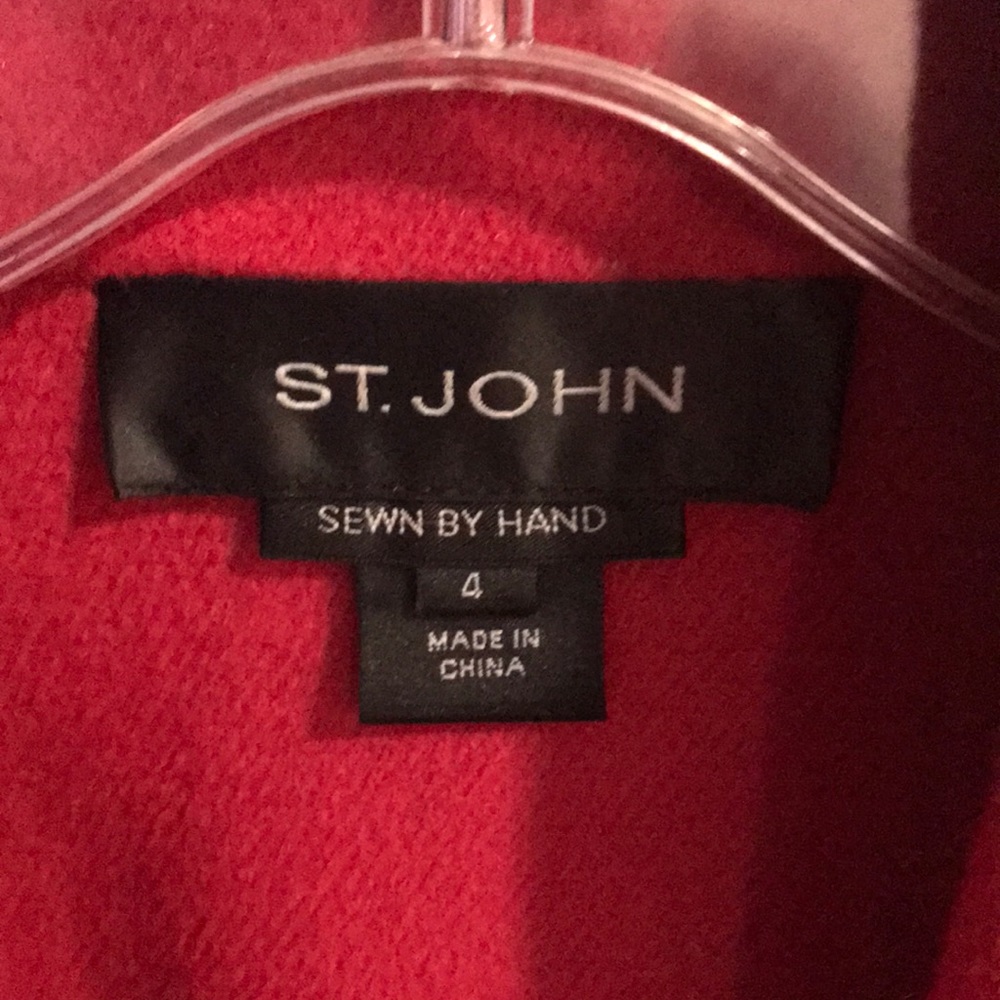 ST. JOHN
SEWN BY HAND
4
MADE IN
CHINA